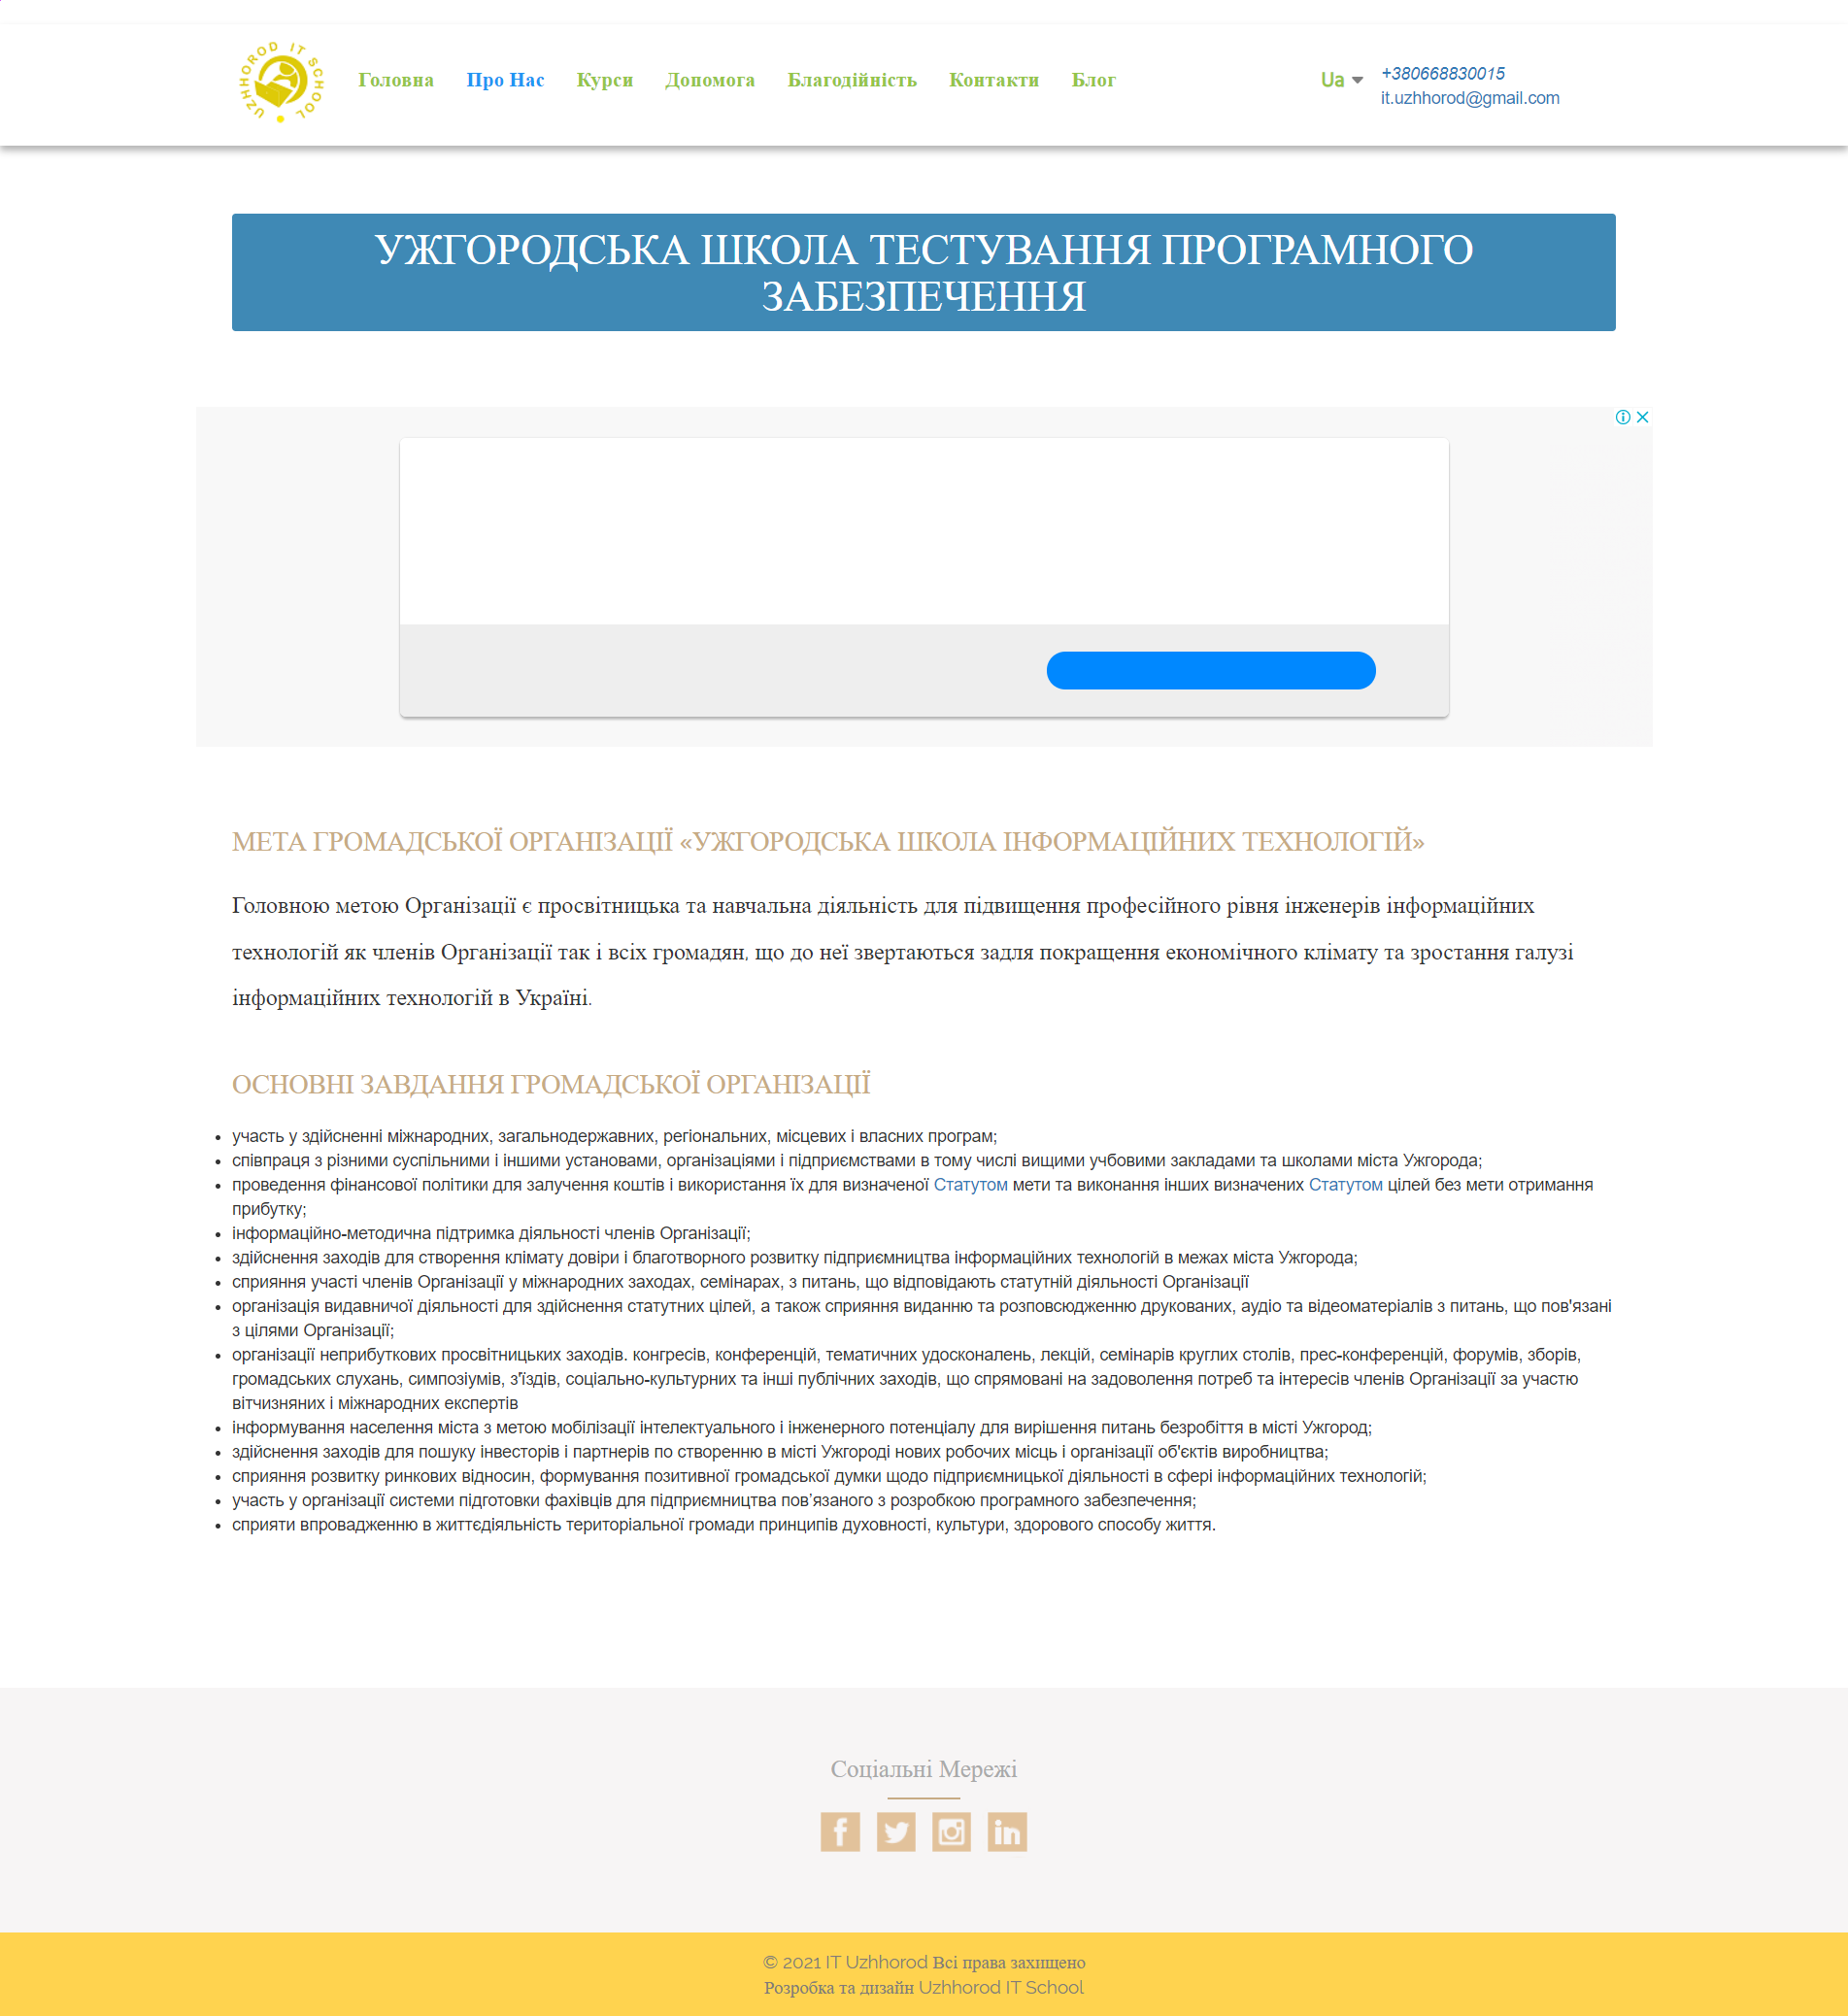 UZHHOROD IT SCHOOL
Головна Про Нас Курси Допомога Благодійність Контакти Блог
Ua
+380668830015
it.uzhhorod@gmail.com
УЖГОРОДСЬКА ШКОЛА ТЕСТУВАННЯ ПРОГРАМНОГО
ЗАБЕЗПЕЧЕННЯ
МЕТА ГРОМАДСЬКОЇ ОРГАНІЗАЦІЇ «УЖГОРОДСЬКА ШКОЛА ІНФОРМАЦІЙНИХ ТЕХНОЛОГІЙ»
Головною метою Організації є просвітницька та навчальна діяльність для підвищення професійного рівня інженерів інформаційних
технологій як членів Організації так і всіх громадян, що до неї звертаються задля покращення економічного клімату та зростання галузі
інформаційних технологій в Україні.
ОСНОВНІ ЗАВДАННЯ ГРОМАДСЬКОЇ ОРГАНІЗАЦІЇ
• участь у здійсненні міжнародних, загальнодержавних, регіональних, місцевих і власних програм;
• співпраця з різними суспільними і іншими установами, організаціями і підприємствами в тому числі вищими учбовими закладами та школами міста Ужгорода;
• проведення фінансової політики для залучення коштів і використання їх для визначеної Статутом мети та виконання інших визначених Статутом цілей без мети отримання
прибутку;
• інформаційно-методична підтримка діяльності членів Організації;
• здійснення заходів для створення клімату довіри і благотворного розвитку підприємництва інформаційних технологій в межах міста Ужгорода;
• сприяння участі членів Організації у міжнародних заходах, семінарах, з питань, що відповідають статутній діяльності Організації
• організація видавничої діяльності для здійснення статутних цілей, а також сприяння виданню та розповсюдженню друкованих, аудіо та відеоматеріалів з питань, що пов'язані
з цілями Організації;
• організації неприбуткових просвітницьких заходів. конгресів, конференцій, тематичних удосконалень, лекцій, семінарів круглих столів, прес-конференцій, форумів, зборів,
громадських слухань, симпозіумів, з'їздів, соціально-культурних та інші публічних заходів, що спрямовані на задоволення потреб та інтересів членів Організації за участю
вітчизняних і міжнародних експертів
• інформування населення міста з метою мобілізації інтелектуального і інженерного потенціалу для вирішення питань безробіття в місті Ужгород;
• здійснення заходів для пошуку інвесторів і партнерів по створенню в місті Ужгороді нових робочих місць і організації об'єктів виробництва;
• сприяння розвитку ринкових відносин, формування позитивної громадської думки щодо підприємницької діяльності в сфері інформаційних технологій;
• участь у організації системи підготовки фахівців для підприємництва пов’язаного з розробкою програмного забезпечення;
• сприяти впровадженню в життєдіяльність територіальної громади принципів духовності, культури, здорового способу життя.
Соціальні Мережі
© 2021 IT Uzhhorod Всі права захищено
Розробка та дизайн Uzhhorod IT School